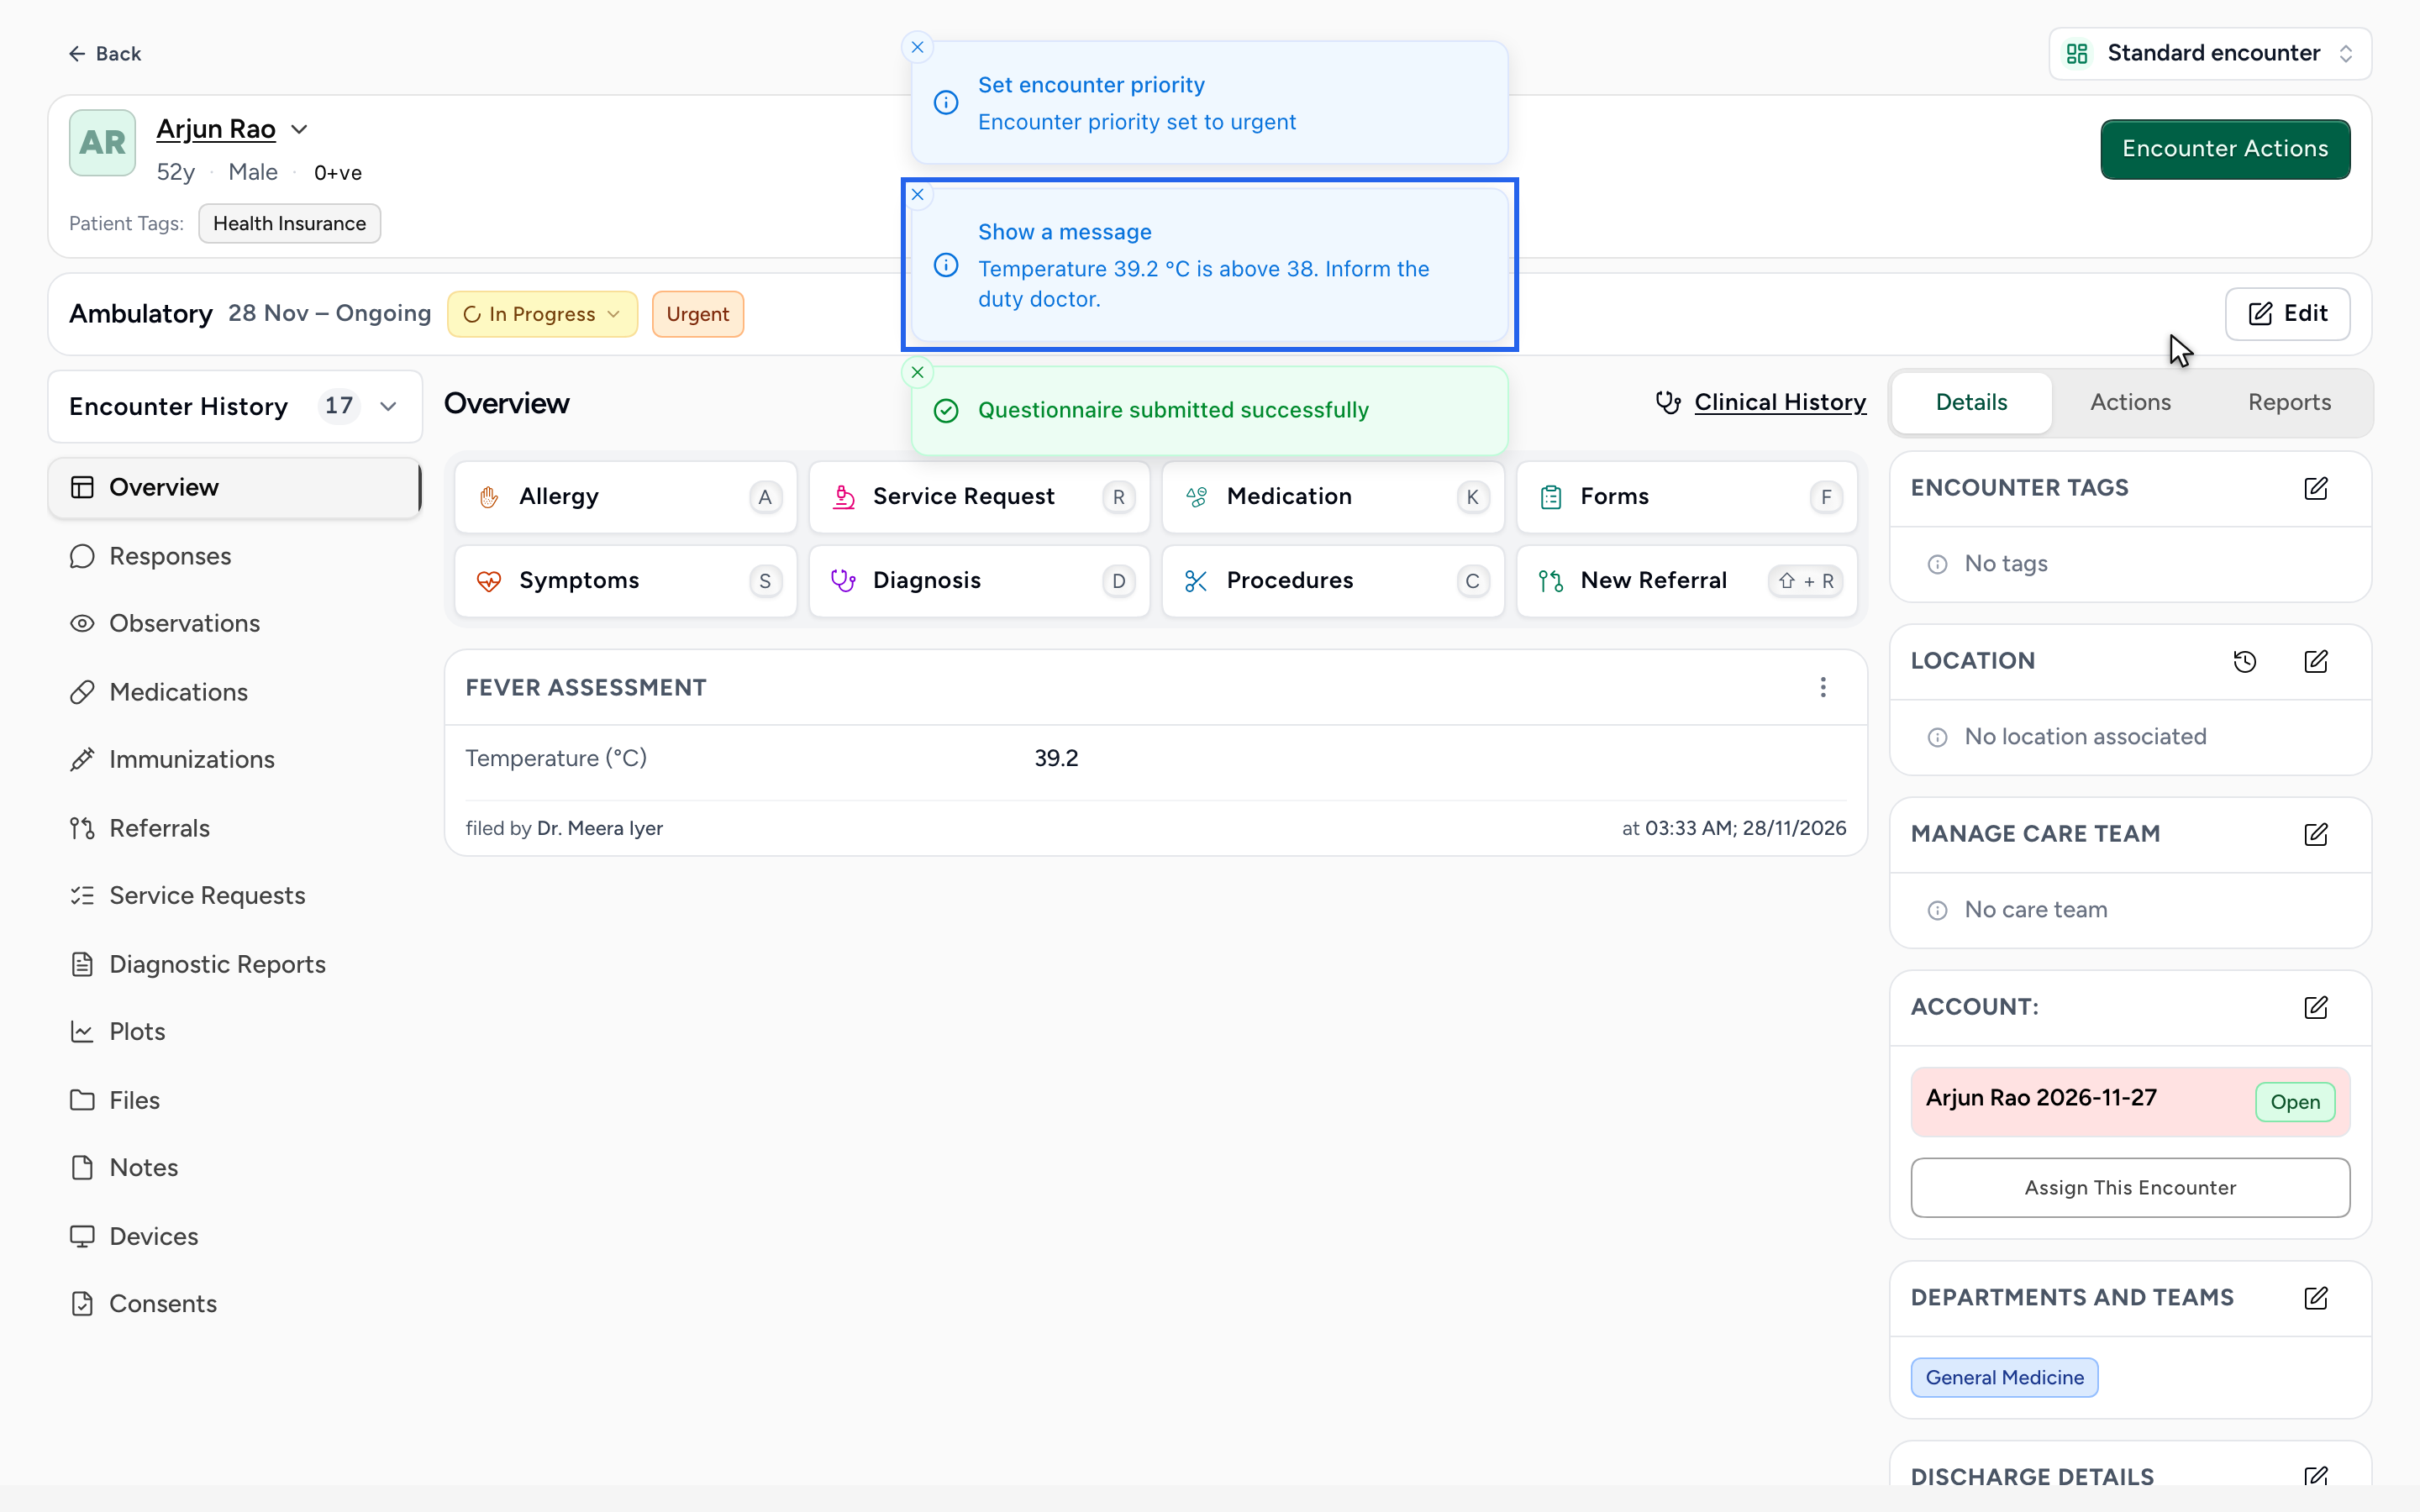 Back
Standard encounter
Set encounter priority
Encounter priority set to urgent
AR
Arjun Rao
52y · Male · 0+ve
Patient Tags: Health Insurance
Encounter Actions
Show a message
Temperature 39.2 °C is above 38. Inform the
duty doctor.
Ambulatory 28 Nov – Ongoing In Progress Urgent
Edit
Questionnaire submitted successfully
Encounter History 17
Overview
Responses
Observations
Medications
Immunizations
Referrals
Service Requests
Diagnostic Reports
Plots
Files
Notes
Devices
Consents
Overview
Clinical History
Allergy A
Service Request R
Medication K
Forms F
Symptoms S
Diagnosis D
Procedures C
New Referral ⇧ + R
FEVER ASSESSMENT
Temperature (°C) 39.2
filed by Dr. Meera Iyer
at 03:33 AM; 28/11/2026
Details Actions Reports
ENCOUNTER TAGS
No tags
LOCATION
No location associated
MANAGE CARE TEAM
No care team
ACCOUNT:
Arjun Rao 2026-11-27 Open
Assign This Encounter
DEPARTMENTS AND TEAMS
General Medicine
DISCHARGE DETAILS